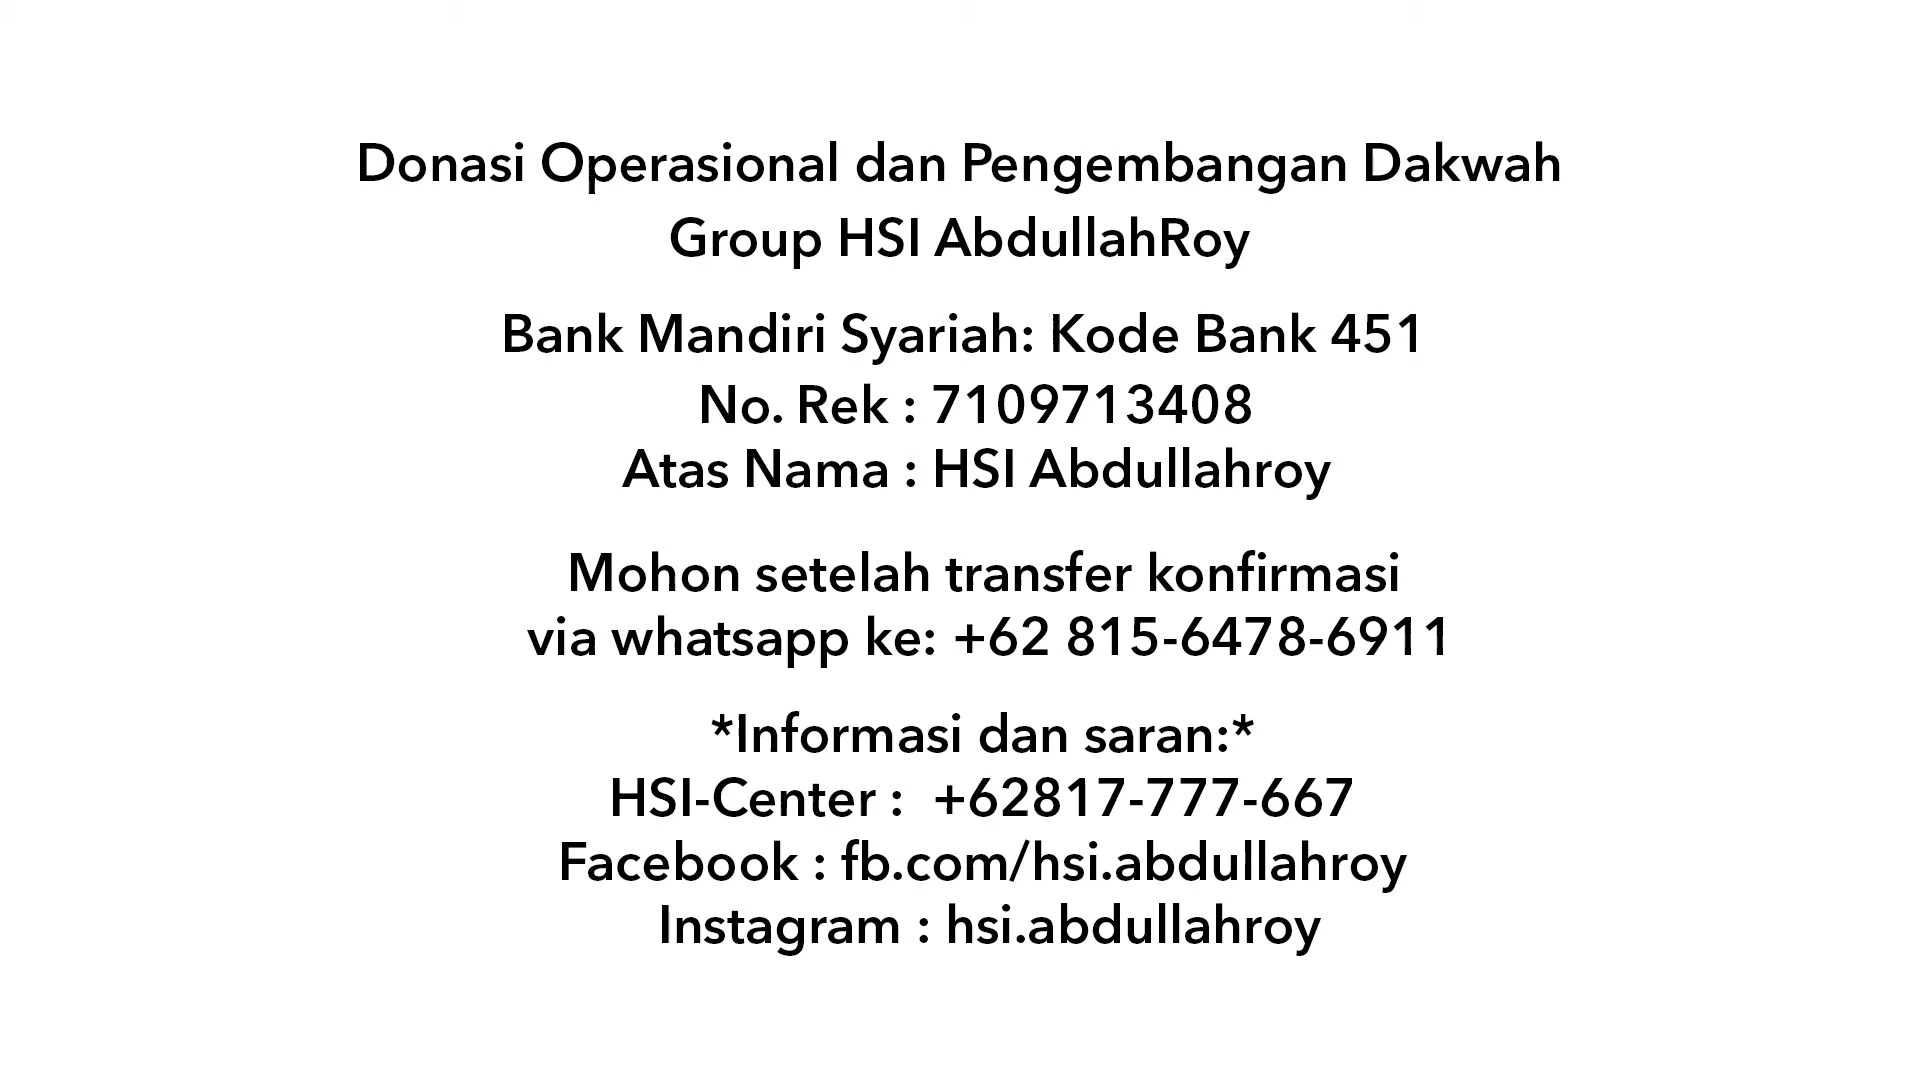 Donasi Operasional dan Pengembangan Dakwah
Group HSI AbdullahRoy
Bank Mandiri Syariah: Kode Bank 451
No. Rek : 7109713408
Atas Nama : HSI Abdullahroy
Mohon setelah transfer konfirmasi
via whatsapp ke: +62 815-6478-6911
*Informasi dan saran:*
HSI-Center :  +62817-777-667
Facebook : fb.com/hsi.abdullahroy
Instagram : hsi.abdullahroy